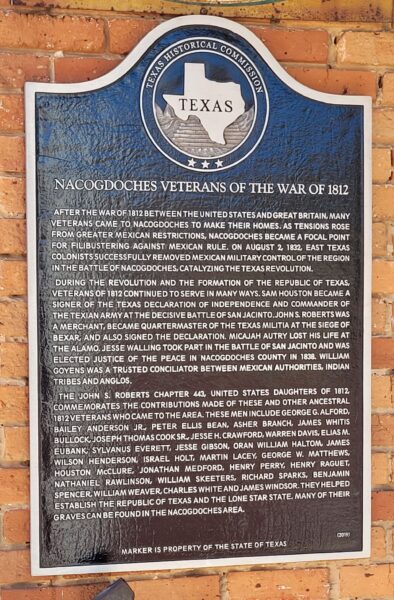 TEXAS HISTORICAL COMMISSION
TEXAS
NACOGDOCHES VETERANS OF THE WAR OF 1812
AFTER THE WAR OF 1812 BETWEEN THE UNITED STATES AND GREAT BRITAIN, MANY
VETERANS CAME TO NACOGDOCHES TO MAKE THEIR HOMES. AS TENSIONS ROSE
FROM GREATER MEXICAN RESTRICTIONS, NACOGDOCHES BECAME A FOCAL POINT
FOR FILIBUSTERING AGAINST MEXICAN RULE. ON AUGUST 2, 1832, EAST TEXAS
COLONISTS SUCCESSFULLY REMOVED MEXICAN MILITARY CONTROL OF THE REGION
IN THE BATTLE OF NACOGDOCHES, CATALYZING THE TEXAS REVOLUTION.
DURING THE REVOLUTION AND THE FORMATION OF THE REPUBLIC OF TEXAS,
VETERANS OF 1812 CONTINUED TO SERVE IN MANY WAYS. SAM HOUSTON BECAME A
SIGNER OF THE TEXAS DECLARATION OF INDEPENDENCE AND COMMANDER OF
THE TEXIAN ARMY AT THE DECISIVE BATTLE OF SAN JACINTO. JOHN S. ROBERTS WAS
A MERCHANT, BECAME QUARTERMASTER OF THE TEXAS MILITIA AT THE SIEGE OF
BEXAR, AND ALSO SIGNED THE DECLARATION. MICAJAH AUTRY LOST HIS LIFE AT
THE ALAMO. JESSE WALLING TOOK PART IN THE BATTLE OF SAN JACINTO AND WAS
ELECTED JUSTICE OF THE PEACE IN NACOGDOCHES COUNTY IN 1838. WILLIAM
GOYENS WAS A TRUSTED CONCILIATOR BETWEEN MEXICAN AUTHORITIES, INDIAN
TRIBES AND ANGLOS.
THE JOHN S. ROBERTS CHAPTER 443, UNITED STATES DAUGHTERS OF 1812,
COMMEMORATES THE CONTRIBUTIONS MADE OF THESE AND OTHER ANCESTRAL
1812 VETERANS WHO CAME TO THE AREA. THESE MEN INCLUDE GEORGE G. ALFORD,
BAILEY ANDERSON JR., PETER ELLIS BEAN, ASHER BRANCH, JAMES WHITIS
BULLOCK, JOSEPH THOMAS COOK SR., JESSE H. CRAWFORD, WARREN DAVIS, ELIAS M.
EUBANK, SYLVANUS EVERETT, JESSE GIBSON, ORAN WILLIAM HALTOM, JAMES
WILSON HENDERSON, ISRAEL HOLT, MARTIN LACEY, GEORGE W. MATTHEWS,
HOUSTON McCLURE, JONATHAN MEDFORD, HENRY PERRY, HENRY RAGUET,
NATHANIEL RAWLINSON, WILLIAM SKEETERS, RICHARD SPARKS, BENJAMIN
SPENCER, WILLIAM WEAVER, CHARLES WHITE AND JAMES WINDSOR. THEY HELPED
ESTABLISH THE REPUBLIC OF TEXAS AND THE LONE STAR STATE. MANY OF THEIR
GRAVES CAN BE FOUND IN THE NACOGDOCHES AREA.
(2019)
MARKER IS PROPERTY OF THE STATE OF TEXAS